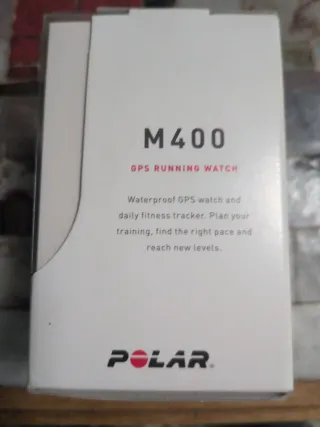 M400
GPS RUNNING WATCH
Waterproof GPS watch and
daily fitness tracker. Plan your
training, find the right pace and
reach new levels.
POLAR®